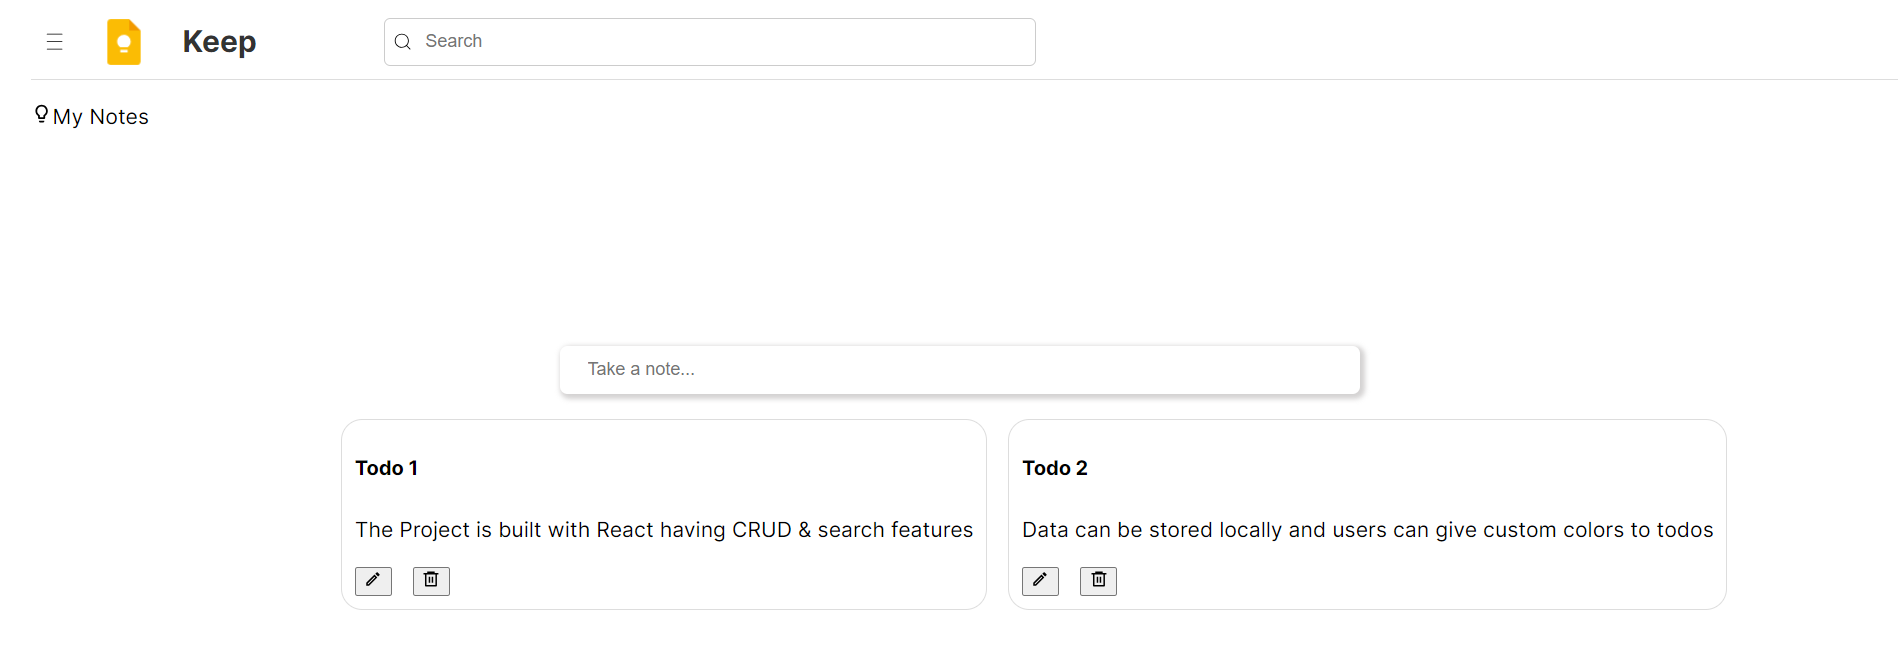 Keep
Search
My Notes
Take a note...
Todo 1
The Project is built with React having CRUD & search features
Todo 2
Data can be stored locally and users can give custom colors to todos